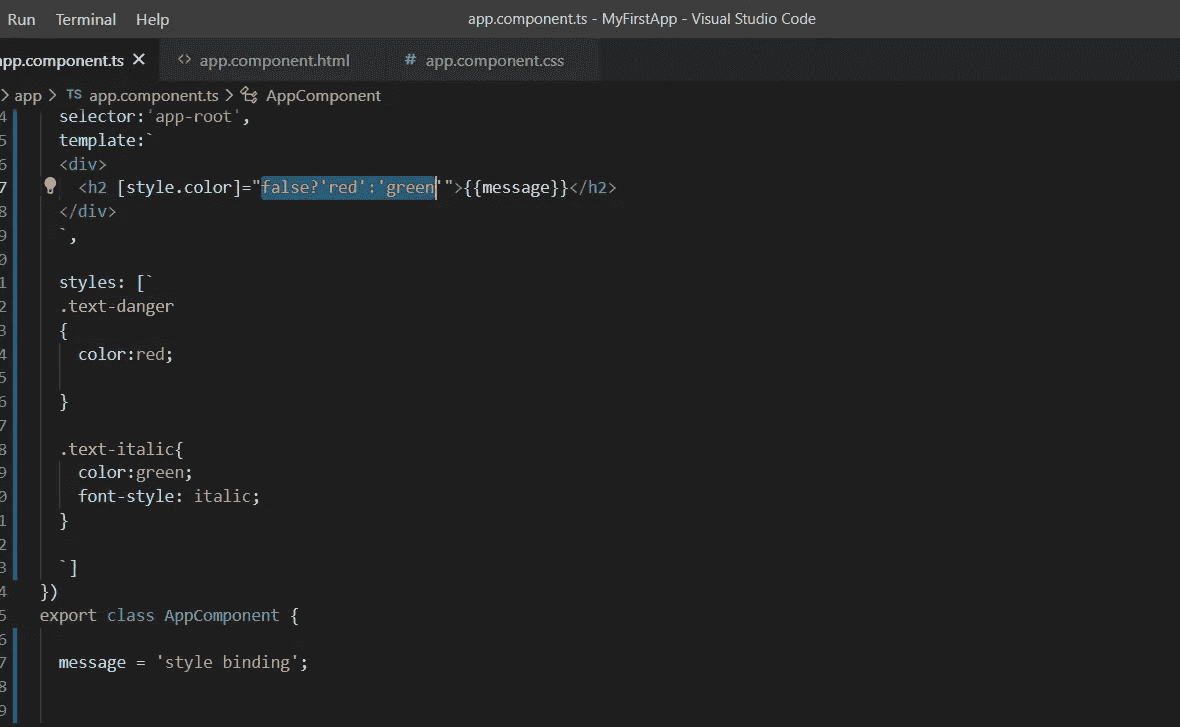 Run Terminal Help app.component.ts - MyFirstApp - Visual Studio Code
app.component.ts × <> app.component.html # app.component.css
> app > TS app.component.ts > AppComponent
4 selector:'app-root',
5 template:`
6 <div>
7 <h2 [style.color]="false?'red':'green'">{{message}}</h2>
8 </div>
9 `,
0
1 styles: [`
2 .text-danger
3 {
4 color:red;
5
6 }
7
8 .text-italic{
9 color:green;
0 font-style: italic;
1 }
2
3 `]
4 })
5 export class AppComponent {
6
7 message = 'style binding';
8
9